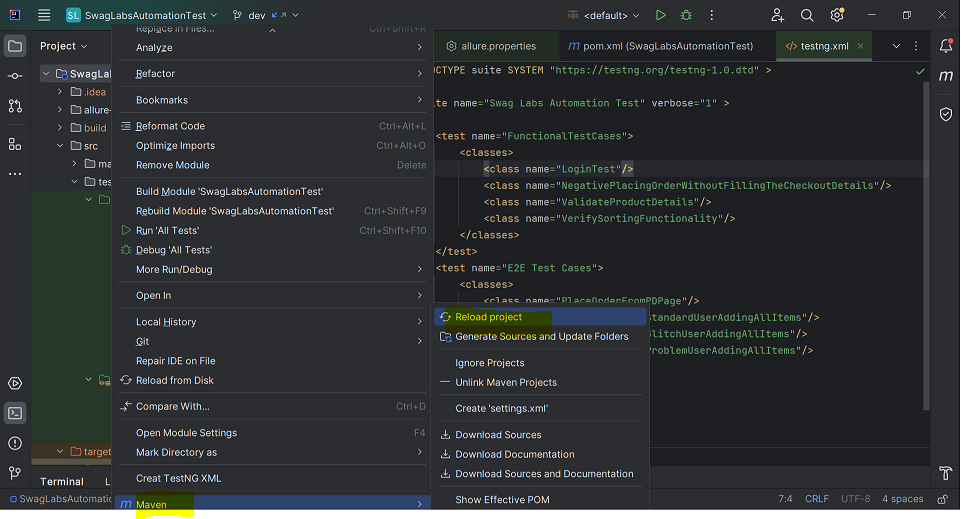 SL SwagLabsAutomationTest dev <default>
Project
allure.properties pom.xml (SwagLabsAutomationTest) testng.xml
SwagLab
.idea
allure-
build
src
ma
tes
target
Replace in Files... Ctrl+Shift+R
Analyze
Refactor
Bookmarks
Reformat Code Ctrl+Alt+L
Optimize Imports Ctrl+Alt+O
Remove Module Delete
Build Module 'SwagLabsAutomationTest'
Rebuild Module 'SwagLabsAutomationTest' Ctrl+Shift+F9
Run 'All Tests' Ctrl+Shift+F10
Debug 'All Tests'
More Run/Debug
Open In
Local History
Git
Repair IDE on File
Reload from Disk
Compare With... Ctrl+D
Open Module Settings F4
Mark Directory as
Creat TestNG XML
m Maven
Reload project
Generate Sources and Update Folders
Ignore Projects
Unlink Maven Projects
Create 'settings.xml'
Download Sources
Download Documentation
Download Sources and Documentation
Show Effective POM
OCTYPE suite SYSTEM "https://testng.org/testng-1.0.dtd" >
ite name="Swag Labs Automation Test" verbose="1" >
<test name="FunctionalTestCases">
<classes>
<class name="LoginTest"/>
<class name="NegativePlacingOrderWithoutFillingTheCheckoutDetails"/>
<class name="ValidateProductDetails"/>
<class name="VerifySortingFunctionality"/>
</classes>
</test>
<test name="E2E Test Cases">
<classes>
<class name="PlaceOrderFromPDPage"/>
StandardUserAddingAllItems"/>
GlitchUserAddingAllItems"/>
ProblemUserAddingAllItems"/>
m
Terminal
SwagLabsAutomation 7:4 CRLF UTF-8 4 spaces